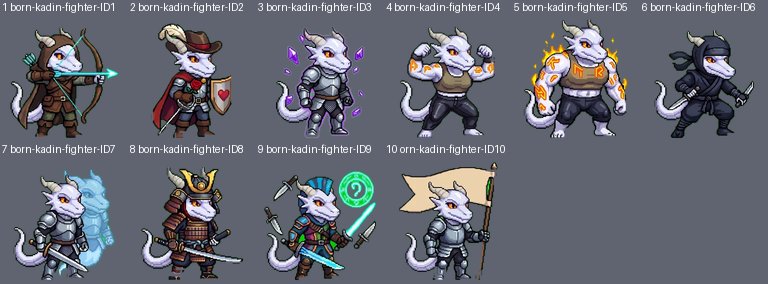 1 born-kadin-fighter-ID1
2 born-kadin-fighter-ID2
3 born-kadin-fighter-ID3
4 born-kadin-fighter-ID4
5 born-kadin-fighter-ID5
6 born-kadin-fighter-ID6
7 born-kadin-fighter-ID7
8 born-kadin-fighter-ID8
9 born-kadin-fighter-ID9
?
10 orn-kadin-fighter-ID10